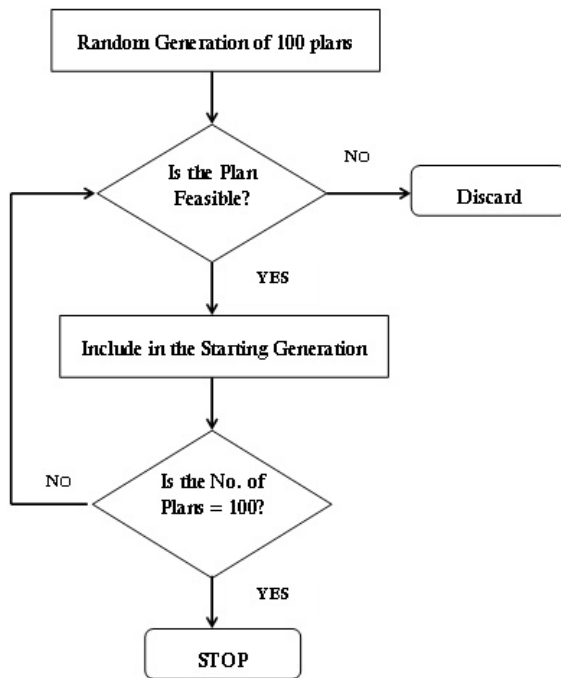 Random Generation of 100 plans
Is the Plan
Feasible?
NO
Discard
YES
Include in the Starting Generation
Is the No. of
Plans = 100?
NO
YES
STOP